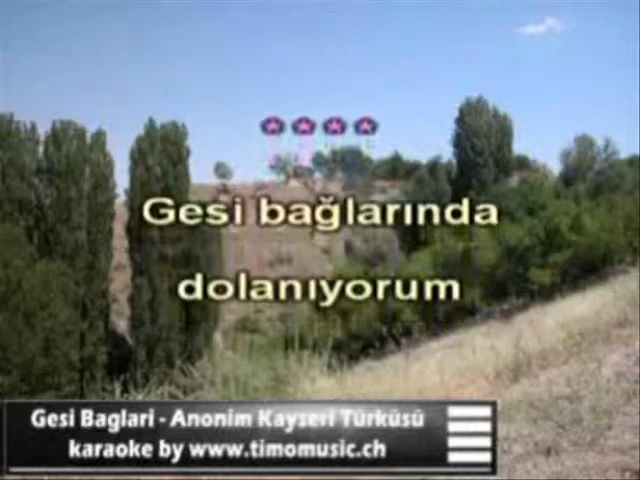 Gesi bağlarında
dolanıyorum
Gesi Baglari - Anonim Kayseri Türküsü
karaoke by www.timomusic.ch